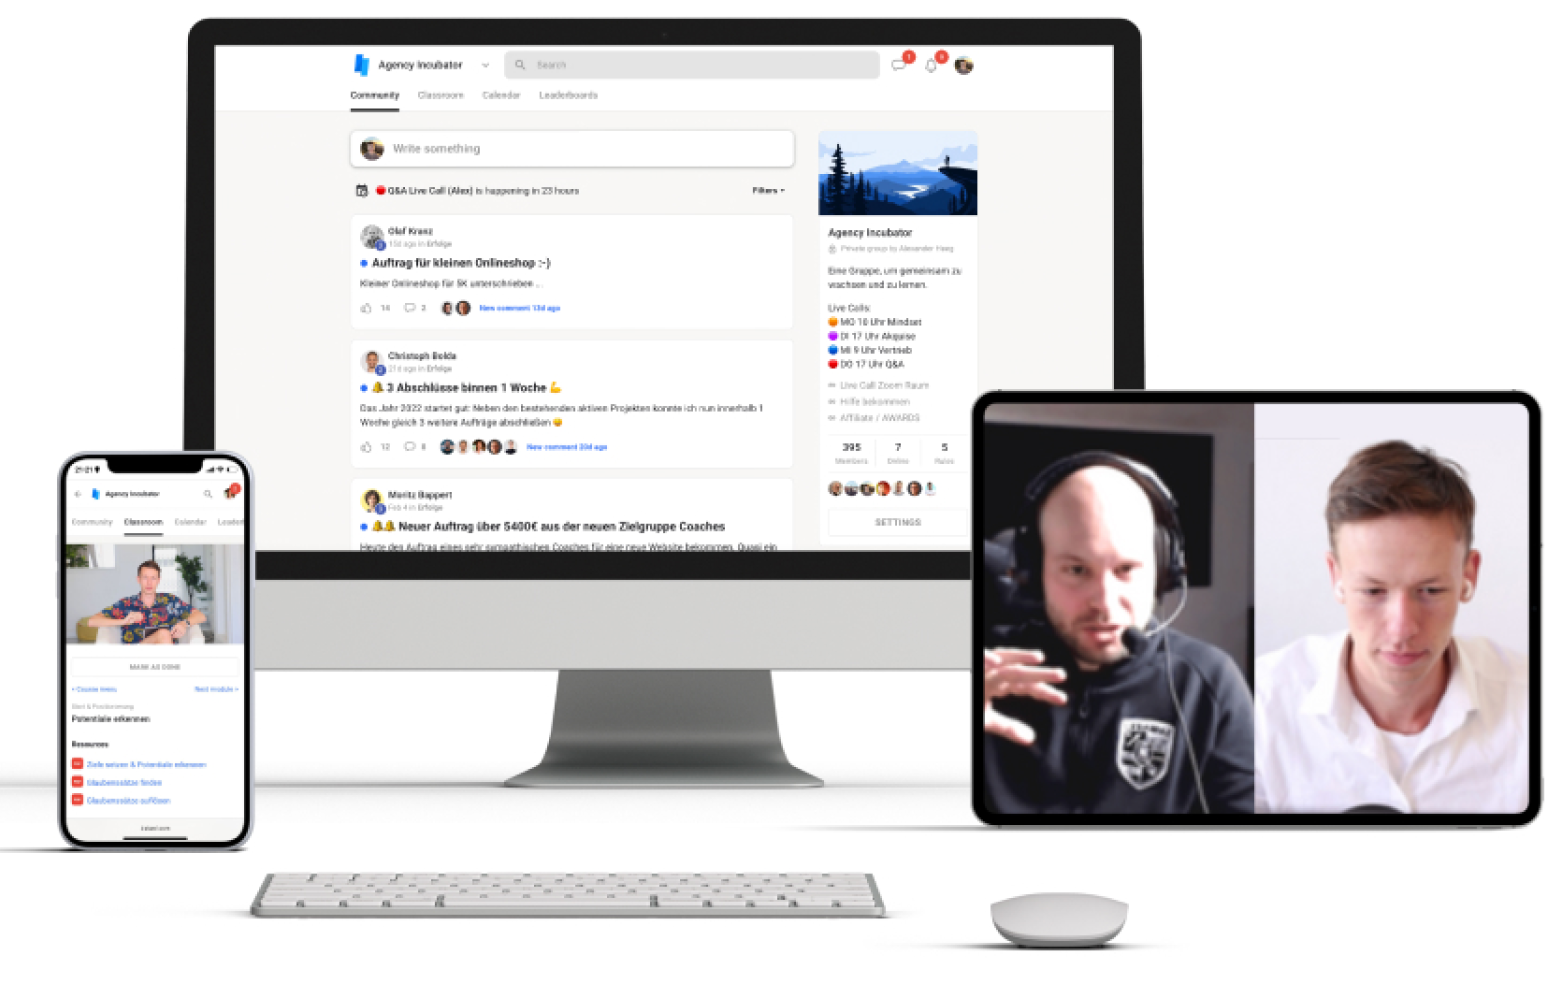 Agency Incubator
Search
1
Community Classroom Calendar Leaderboards
Write something
Q&A Live Call (Alex) is happening in 23 hours
Filters
Olaf Kranz
15d ago in Erfolge
Auftrag für kleinen Onlineshop :-)
Kleiner Onlineshop für 5K unterschrieben ...
14 2 New comment 13d ago
Christoph Bolda
21d ago in Erfolge
🔔 3 Abschlüsse binnen 1 Woche 💪
Das Jahr 2022 startet gut: Neben den bestehenden aktiven Projekten konnte ich nun innerhalb 1
Woche gleich 3 weitere Aufträge abschließen 😀
12 8 New comment 20d ago
Moritz Bappert
Feb 4 in Erfolge
🔔🔔 Neuer Auftrag über 5400€ aus der neuen Zielgruppe Coaches
Heute den Auftrag eines sehr sympathischen Coaches für eine neue Website bekommen. Quasi ein
Agency Incubator
Private group by Alexander Haag
Eine Gruppe, um gemeinsam zu
wachsen und zu lernen.
Live Calls:
🟠 MO 10 Uhr Mindset
🟣 DI 17 Uhr Akquise
🔵 MI 9 Uhr Vertrieb
🔴 DO 17 Uhr Q&A
Live Call Zoom Raum
Hilfe bekommen
Affiliate / AWARDS
395 7 5
Members Online Rules
SETTINGS
21:21
Agency Incubator
Community Classroom Calendar Leader
MARK AS DONE
< Course menu Next module >
Start & Positionierung
Potentiale erkennen
Resources
Ziele setzen & Potentiale erkennen
Glaubenssätze finden
Glaubenssätze auflösen